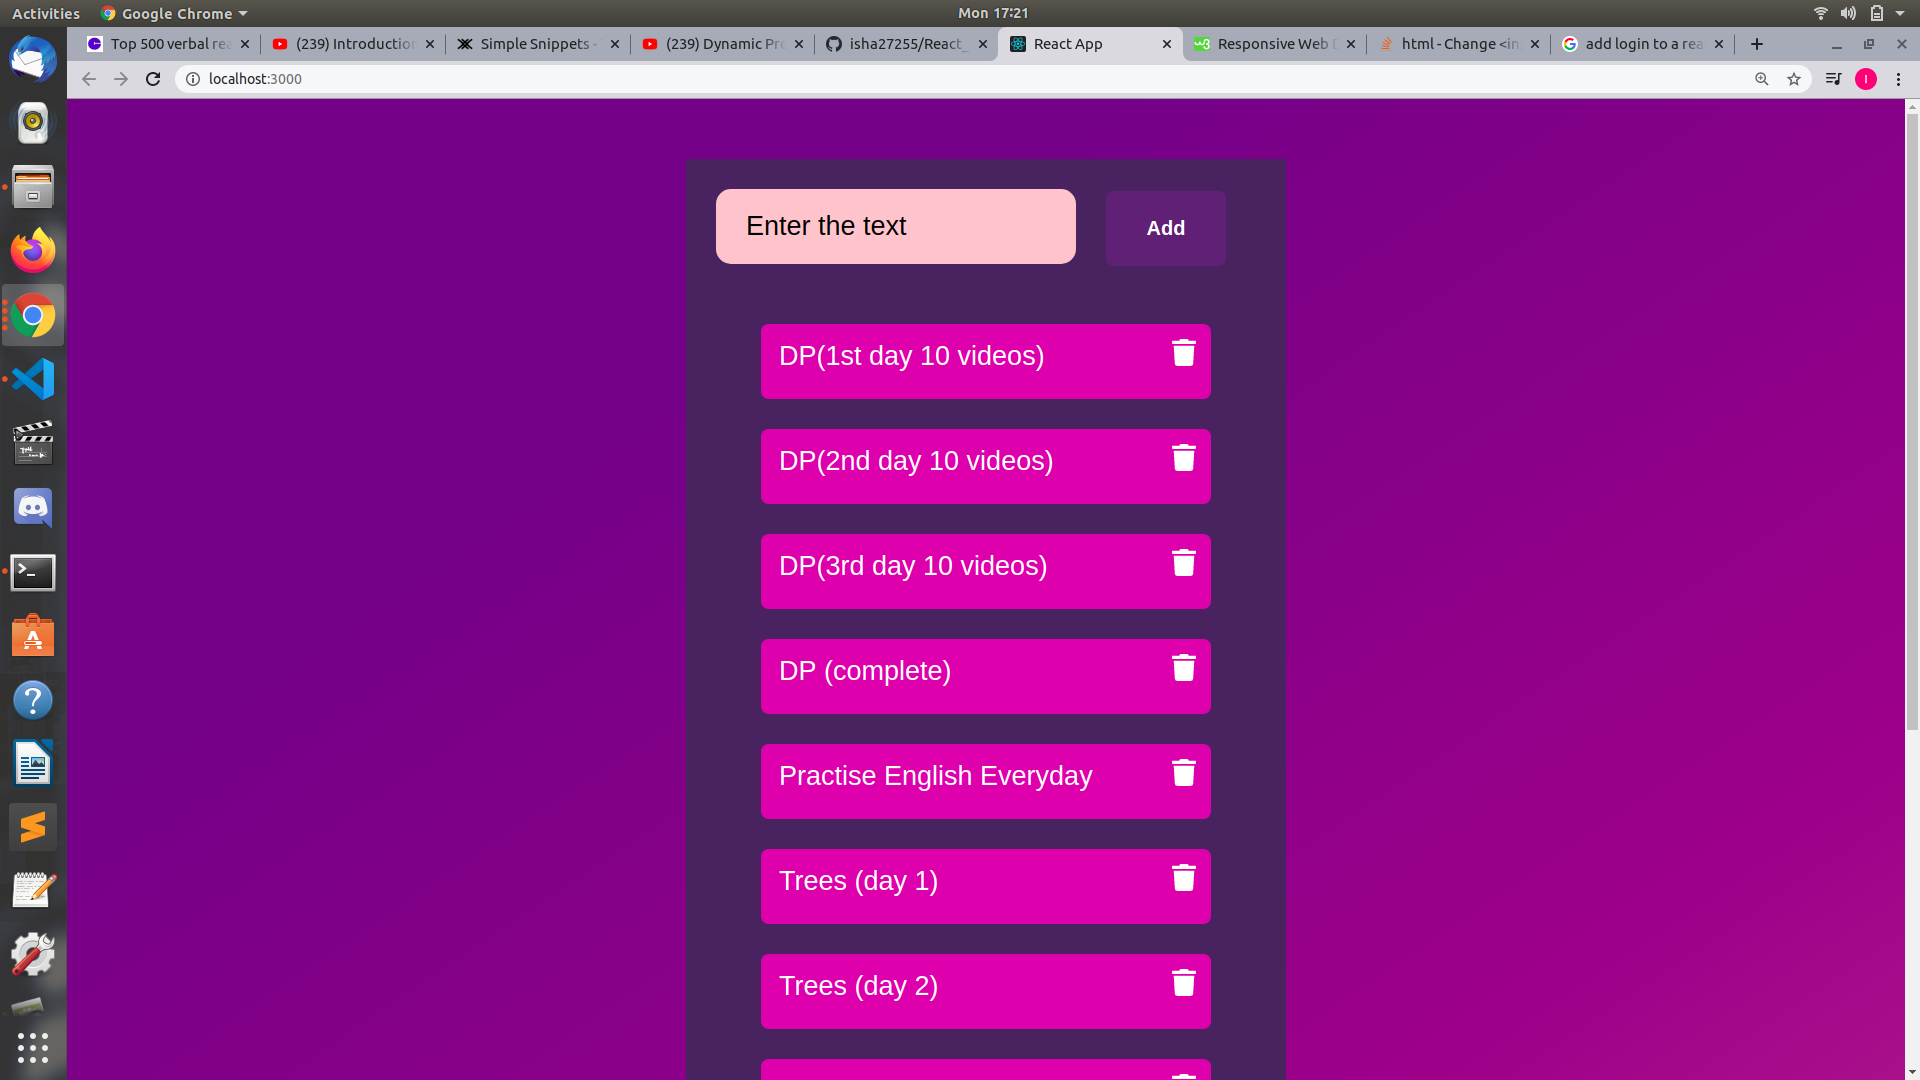 Activities
Google Chrome
Mon 17:21
Top 500 verbal rea
(239) Introduction
Simple Snippets -
(239) Dynamic Pro
isha27255/React_
React App
Responsive Web D
html - Change <in
add login to a rea
localhost:3000
I
Enter the text
Add
DP(1st day 10 videos)
DP(2nd day 10 videos)
DP(3rd day 10 videos)
DP (complete)
Practise English Everyday
Trees (day 1)
Trees (day 2)